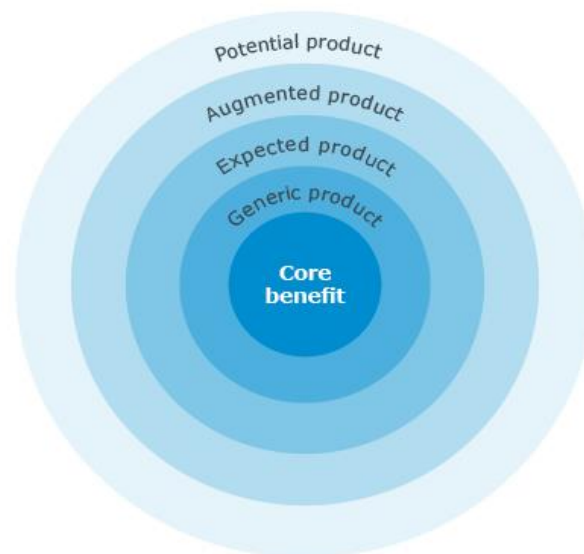 Potential product
Augmented product
Expected product
Generic product
Core
benefit